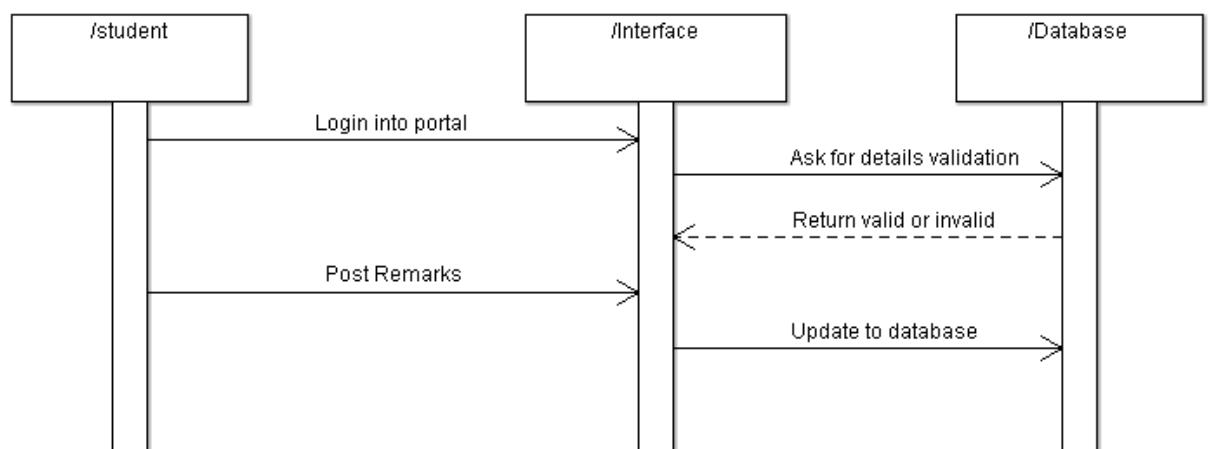 /student
/Interface
/Database
Login into portal
Ask for details validation
Return valid or invalid
Post Remarks
Update to database